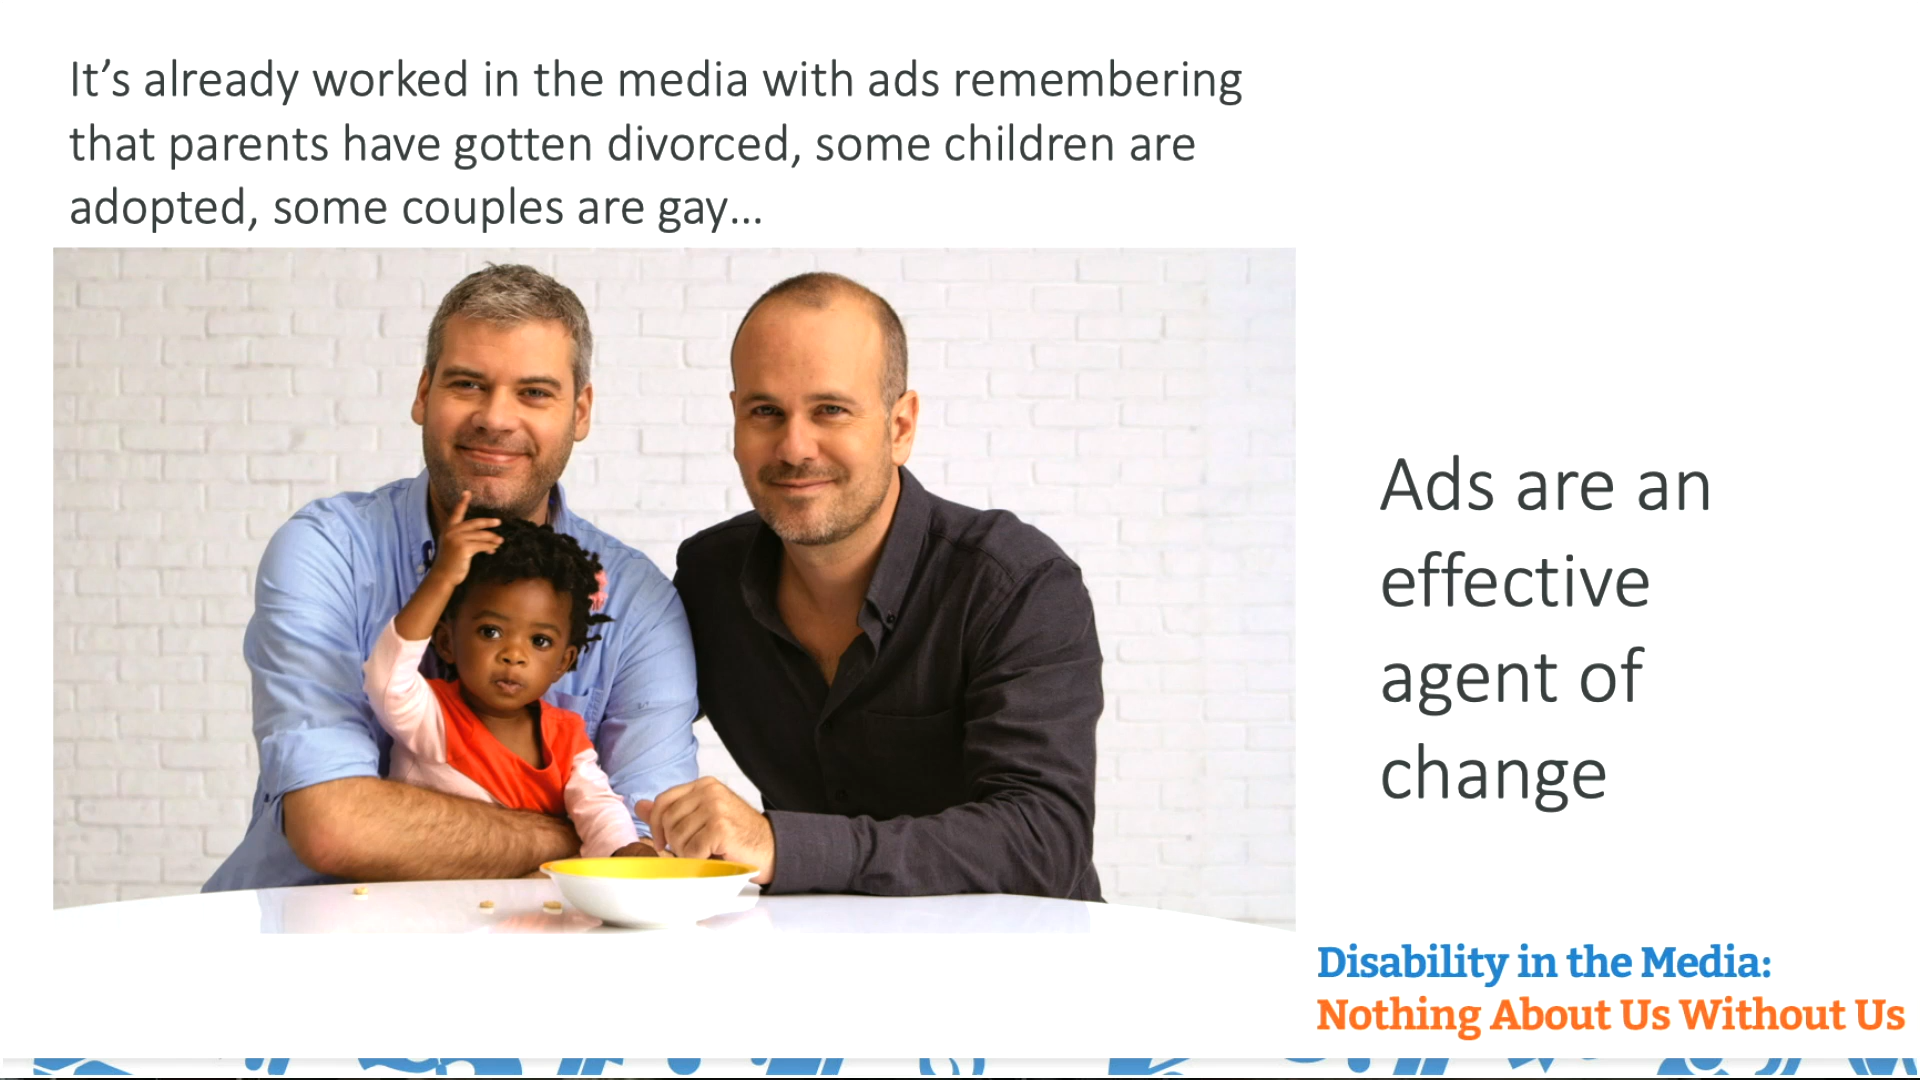 It’s already worked in the media with ads remembering
that parents have gotten divorced, some children are
adopted, some couples are gay…
Ads are an
effective
agent of
change
Disability in the Media:
Nothing About Us Without Us